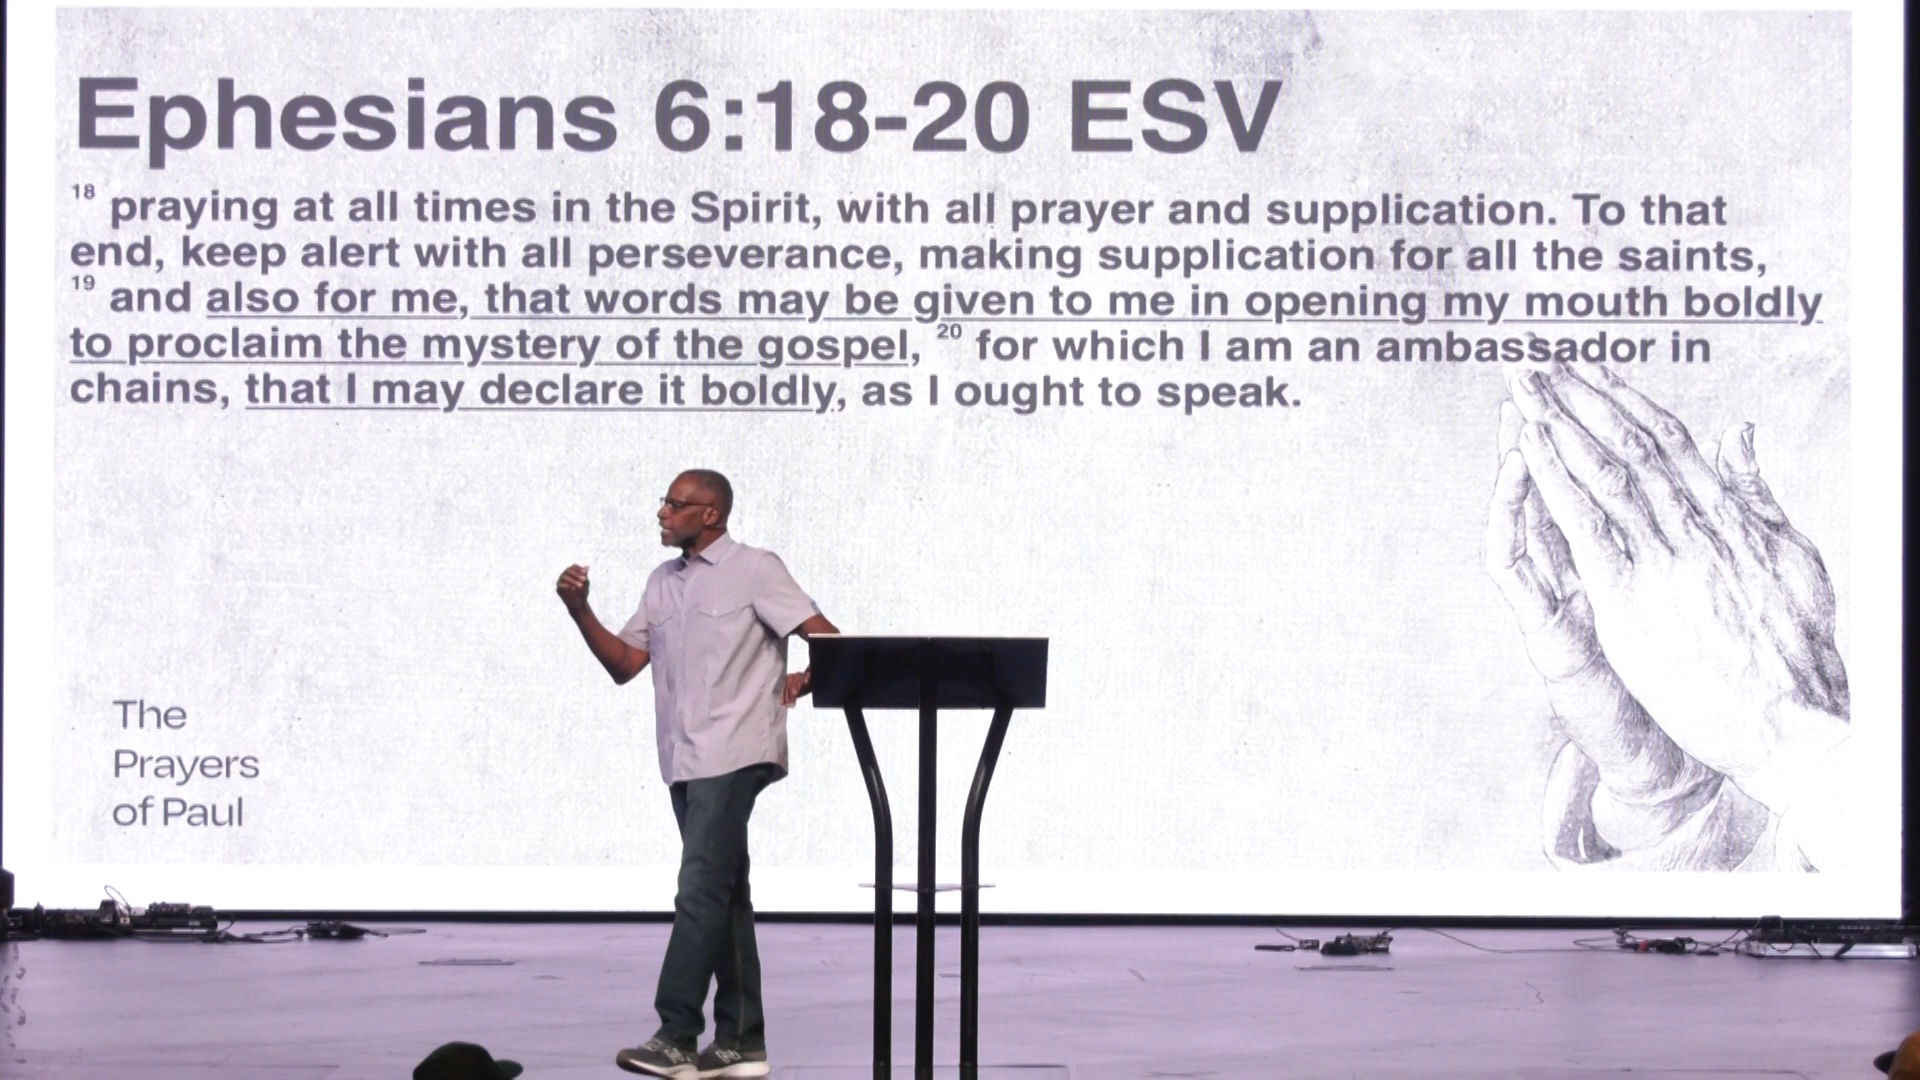 Ephesians 6:18-20 ESV
18 praying at all times in the Spirit, with all prayer and supplication. To that
end, keep alert with all perseverance, making supplication for all the saints,
19 and also for me, that words may be given to me in opening my mouth boldly
to proclaim the mystery of the gospel, 20 for which I am an ambassador in
chains, that I may declare it boldly, as I ought to speak.
The
Prayers
of Paul